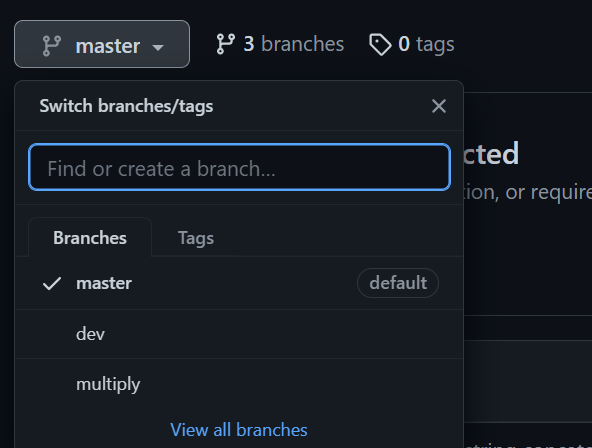 master 3 branches 0 tags
Switch branches/tags
cted
Find or create a branch...
tion, or require
Branches Tags
master default
dev
multiply
View all branches